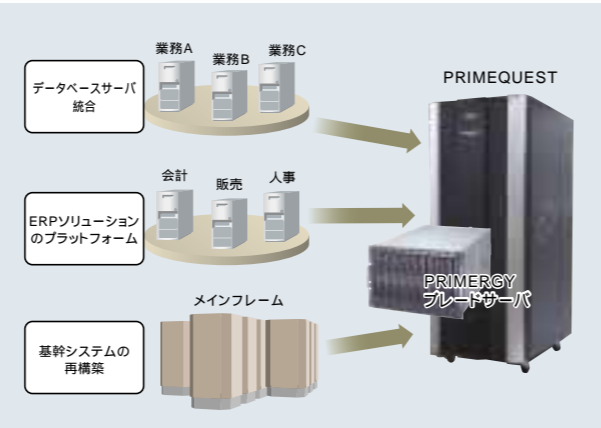 業務A
業務B
業務C
データベースサーバ
統合
PRIMEQUEST
会計
販売
人事
ERPソリューション
のプラットフォーム
PRIMERGY
ブレードサーバ
メインフレーム
基幹システムの
再構築